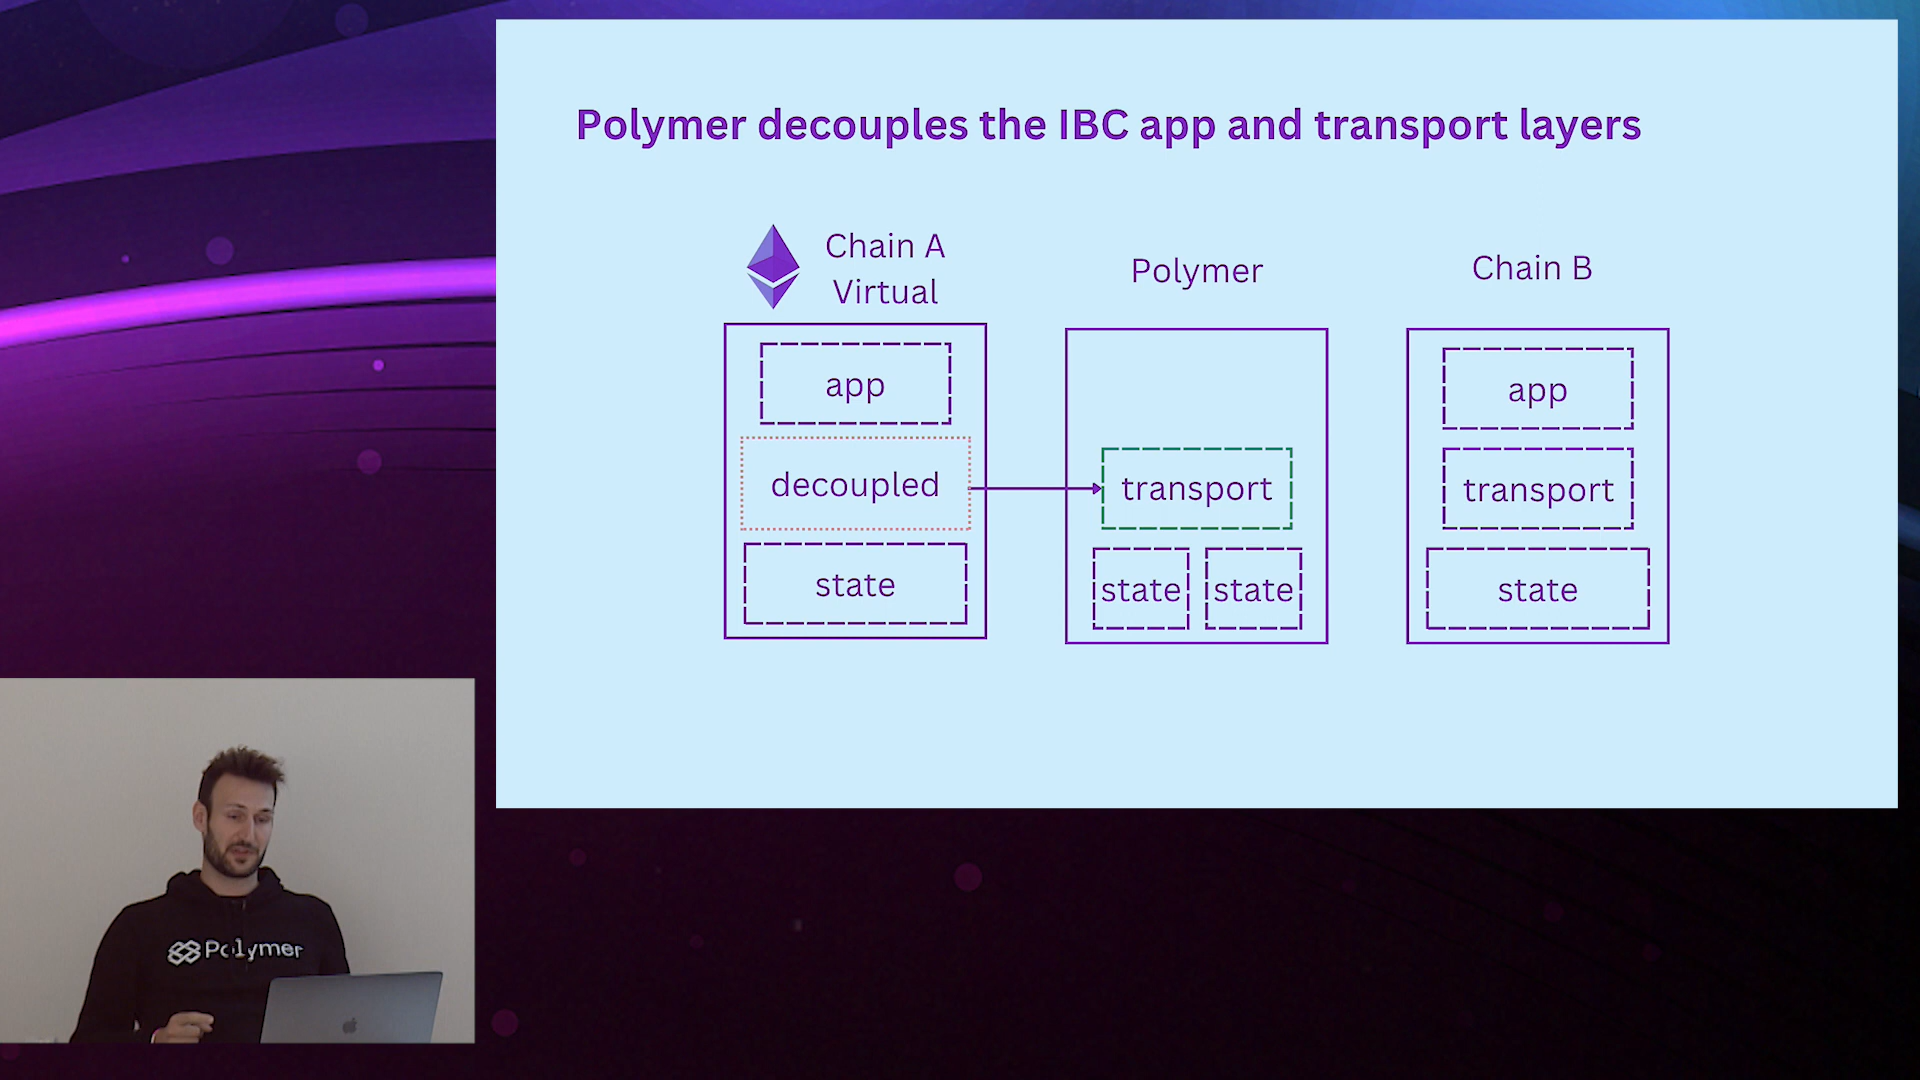 Polymer decouples the IBC app and transport layers
Chain A
Virtual
Polymer
Chain B
app
decoupled
state
transport
state
state
app
transport
state
Polymer